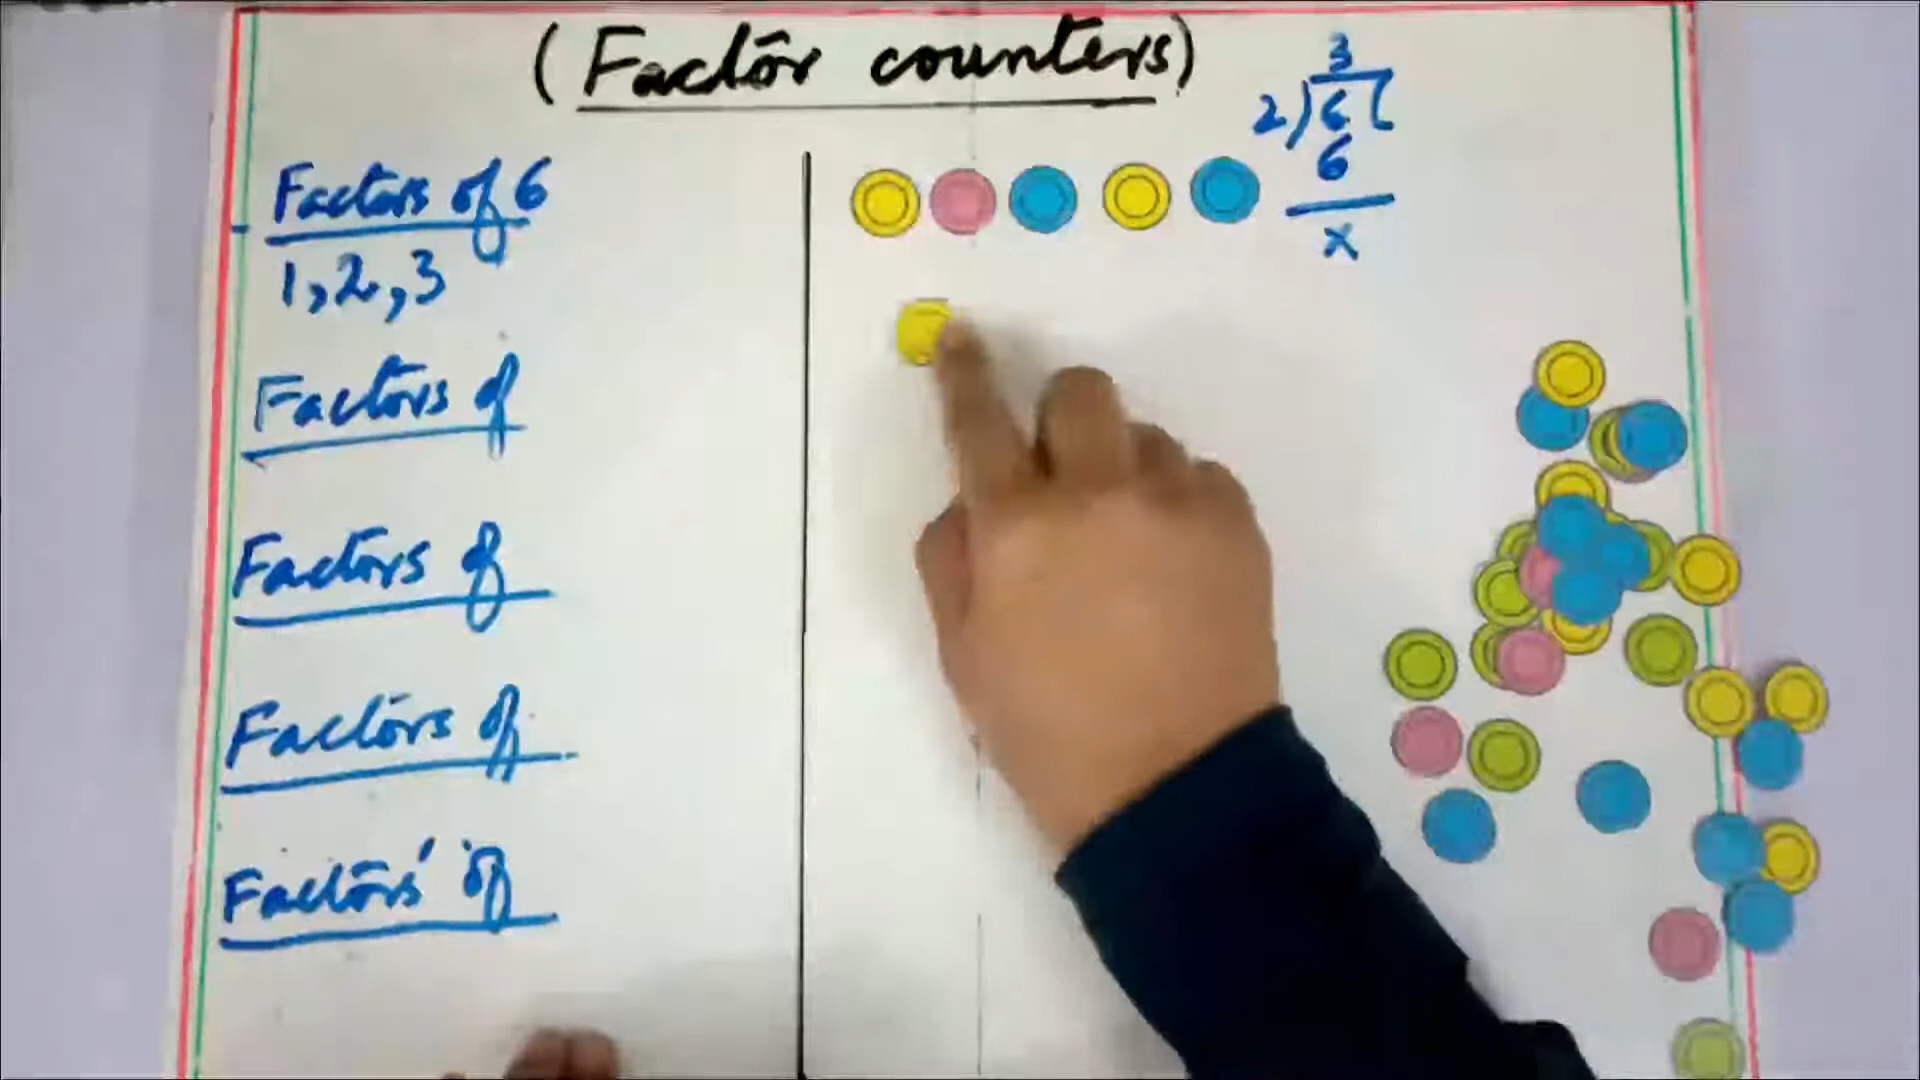 (Factor counters)
3
2)6(
6
x
Factors of 6
1,2,3
Factors of
Factors of
Factors of
Factors of